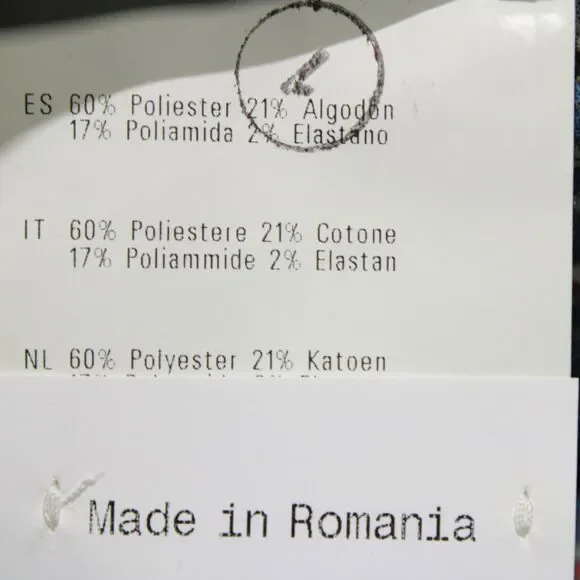 ES 60% Poliester 21% Algodón
17% Poliamida 2% Elastano
IT 60% Poliestere 21% Cotone
17% Poliammide 2% Elastan
NL 60% Polyester 21% Katoen
Made in Romania